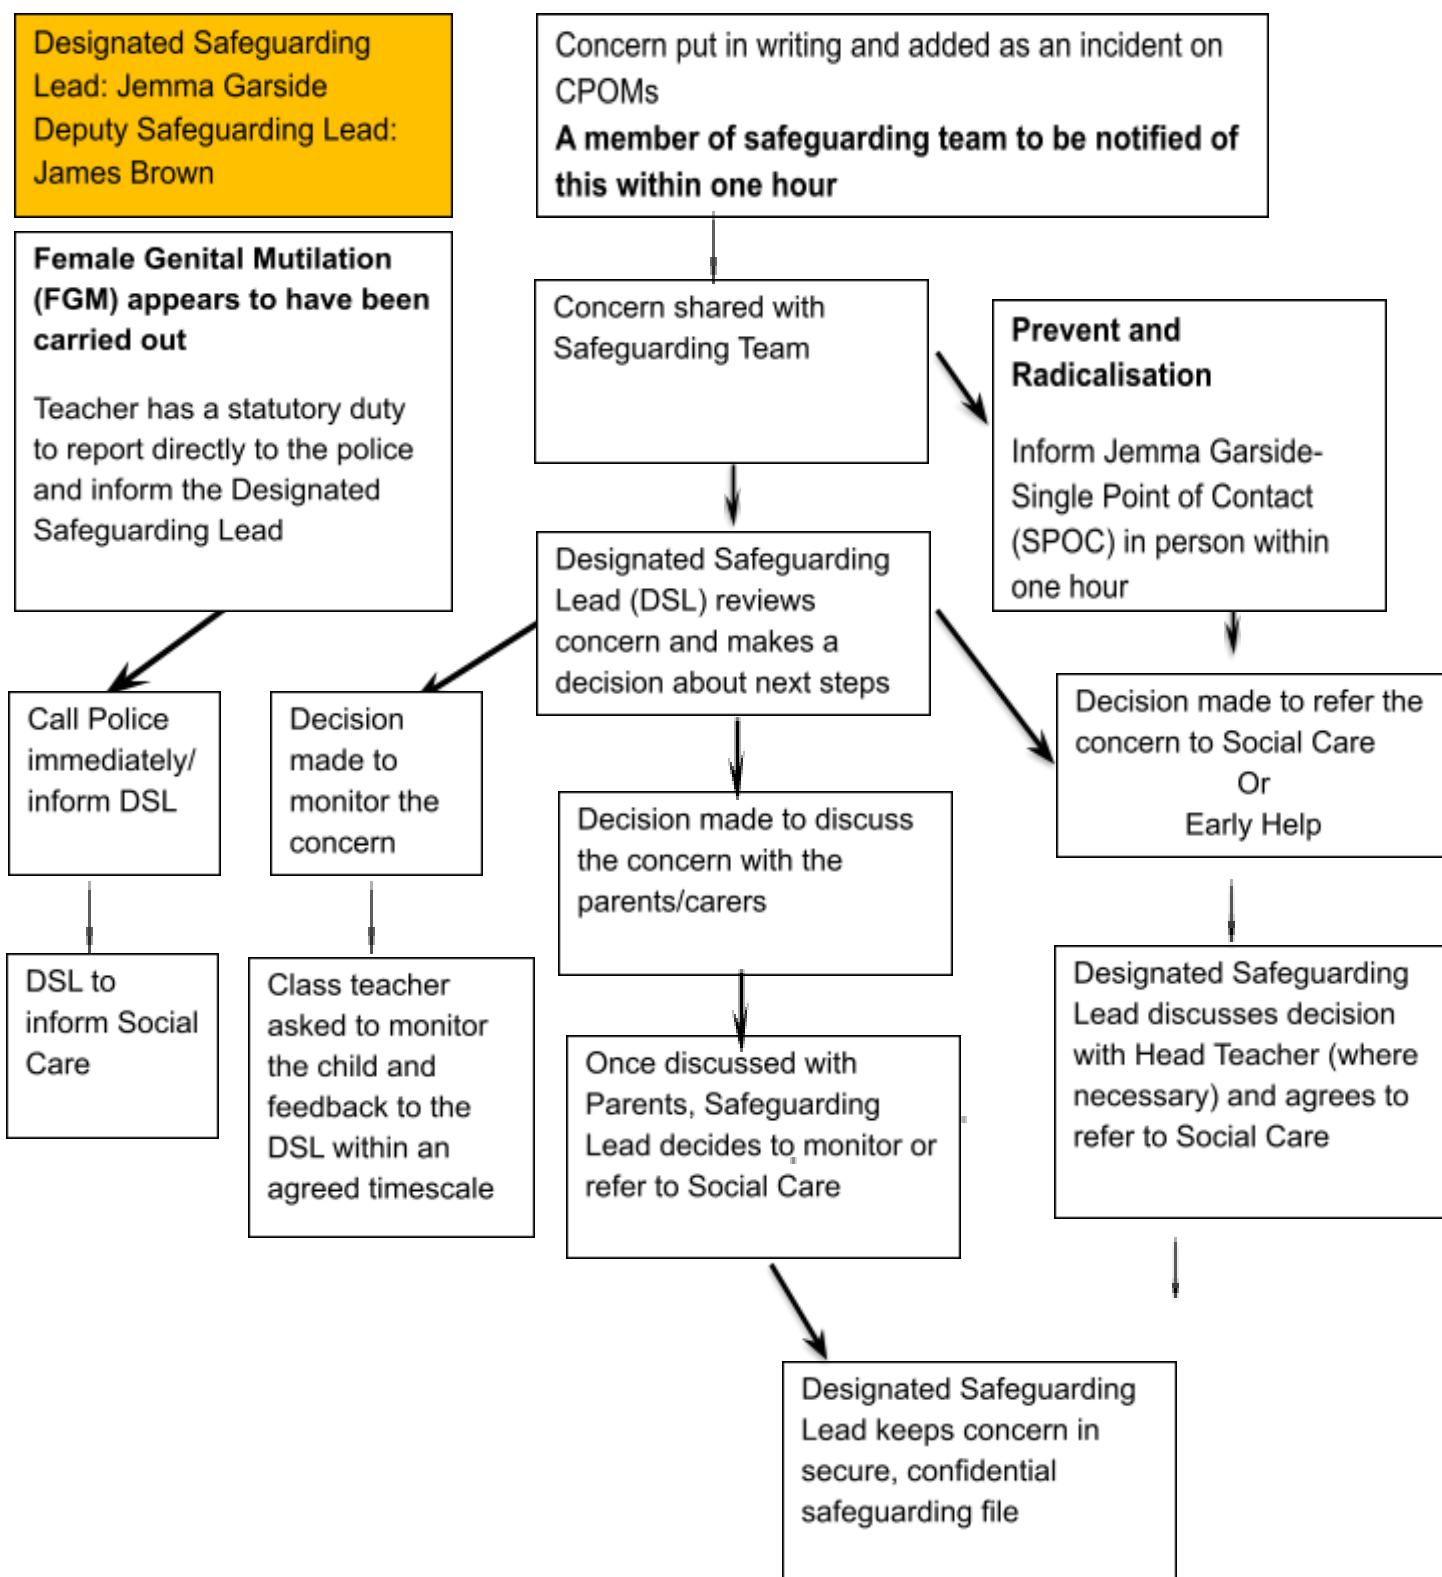 Designated Safeguarding
Lead: Jemma Garside
Deputy Safeguarding Lead:
James Brown
Concern put in writing and added as an incident on
CPOMs
A member of safeguarding team to be notified of
this within one hour
Female Genital Mutilation
(FGM) appears to have been
carried out
Teacher has a statutory duty
to report directly to the police
and inform the Designated
Safeguarding Lead
Concern shared with
Safeguarding Team
Prevent and
Radicalisation
Inform Jemma Garside-
Single Point of Contact
(SPOC) in person within
one hour
Designated Safeguarding
Lead (DSL) reviews
concern and makes a
decision about next steps
Call Police
immediately/
inform DSL
Decision
made to
monitor the
concern
Decision made to discuss
the concern with the
parents/carers
Decision made to refer the
concern to Social Care
Or
Early Help
DSL to
inform Social
Care
Class teacher
asked to monitor
the child and
feedback to the
DSL within an
agreed timescale
Once discussed with
Parents, Safeguarding
Lead decides to monitor or
refer to Social Care
Designated Safeguarding
Lead discusses decision
with Head Teacher (where
necessary) and agrees to
refer to Social Care
Designated Safeguarding
Lead keeps concern in
secure, confidential
safeguarding file